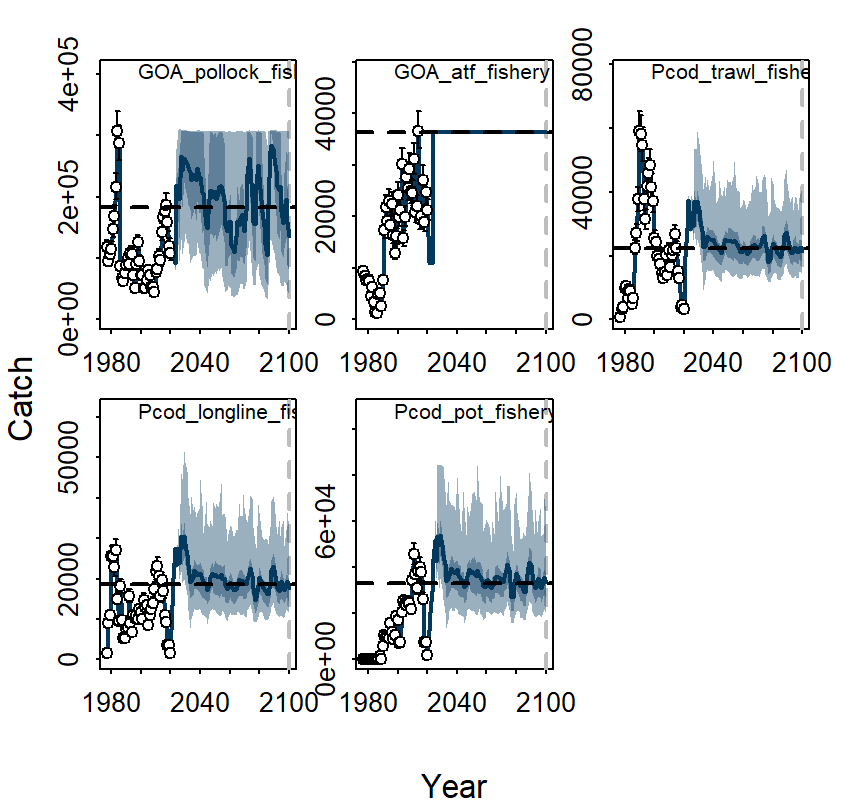 GOA_pollock_fish
GOA_atf_fishery
Pcod_trawl_fishe
0e+00 2e+05 4e+05
0 20000 40000
0 40000 80000
1980 2040 2100
1980 2040 2100
1980 2040 2100
Catch
Pcod_longline_fis
Pcod_pot_fishery
0 20000 50000
0e+00 6e+04
1980 2040 2100
1980 2040 2100
Year